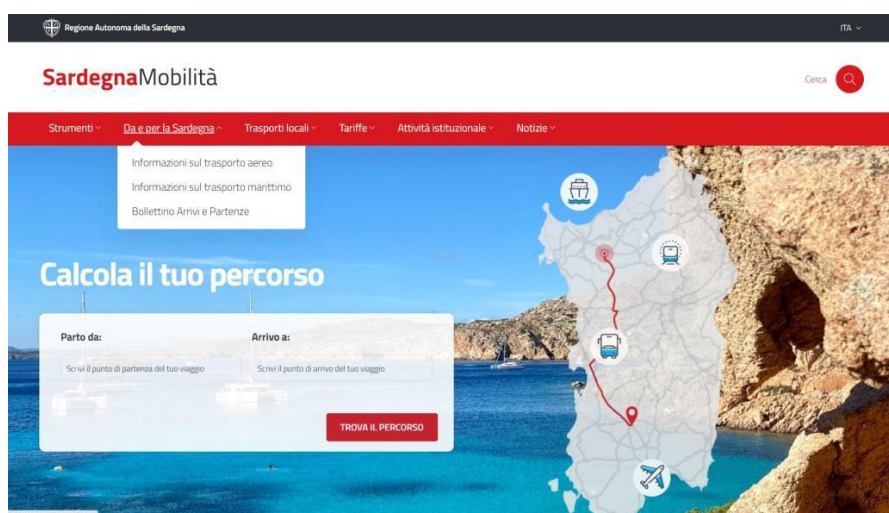 Regione Autonoma della Sardegna
ITA
SardegnaMobilità
Cerca
Strumenti Da e per la Sardegna Trasporti locali Tariffe Attività istituzionale Notizie
Informazioni sul trasporto aereo
Informazioni sul trasporto marittimo
Bollettino Arrivi e Partenze
Calcola il tuo percorso
Parto da: Arrivo a:
Scrivi il punto di partenza del tuo viaggio Scrivi il punto di arrivo del tuo viaggio
TROVA IL PERCORSO